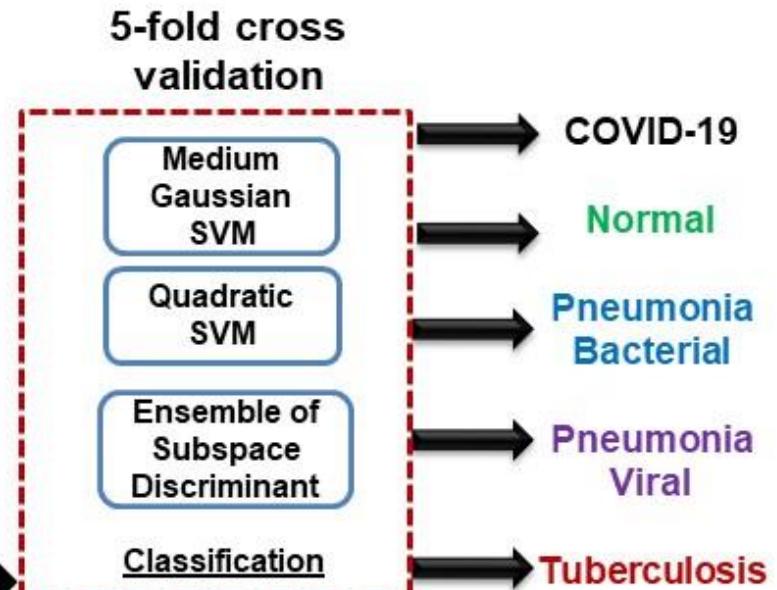 5-fold cross
validation
Medium
Gaussian
SVM
Quadratic
SVM
Ensemble of
Subspace
Discriminant
Classification
COVID-19
Normal
Pneumonia
Bacterial
Pneumonia
Viral
Tuberculosis